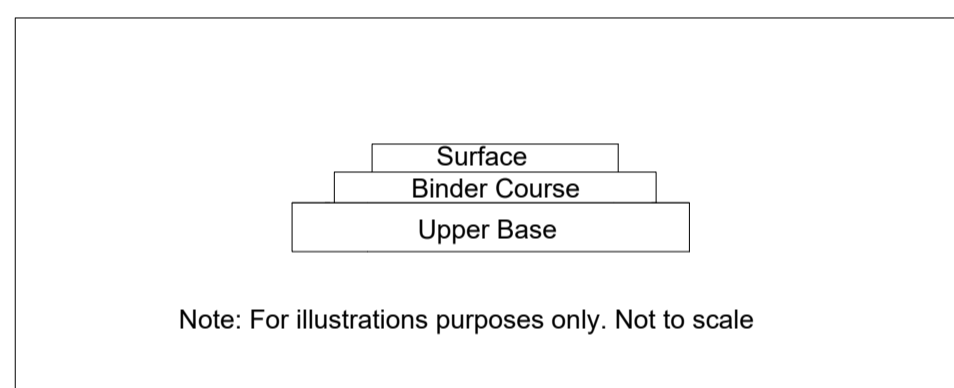 Surface
Binder Course
Upper Base
Note: For illustrations purposes only. Not to scale